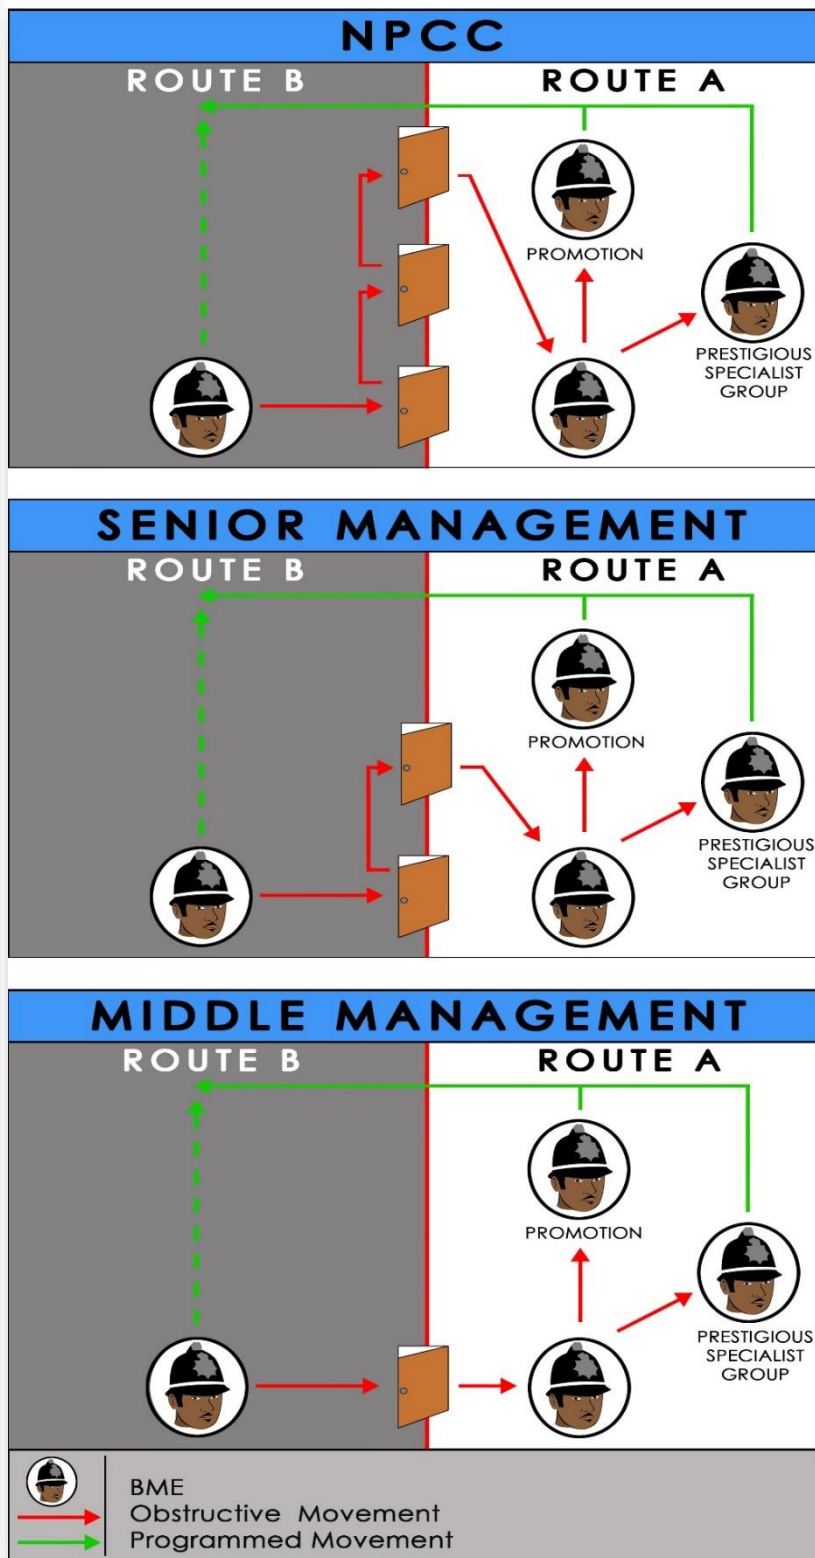 NPCC
ROUTE B
ROUTE A
PROMOTION
PRESTIGIOUS
SPECIALIST
GROUP
SENIOR MANAGEMENT
ROUTE B
ROUTE A
PROMOTION
PRESTIGIOUS
SPECIALIST
GROUP
MIDDLE MANAGEMENT
ROUTE B
ROUTE A
PROMOTION
PRESTIGIOUS
SPECIALIST
GROUP
BME
Obstructive Movement
Programmed Movement